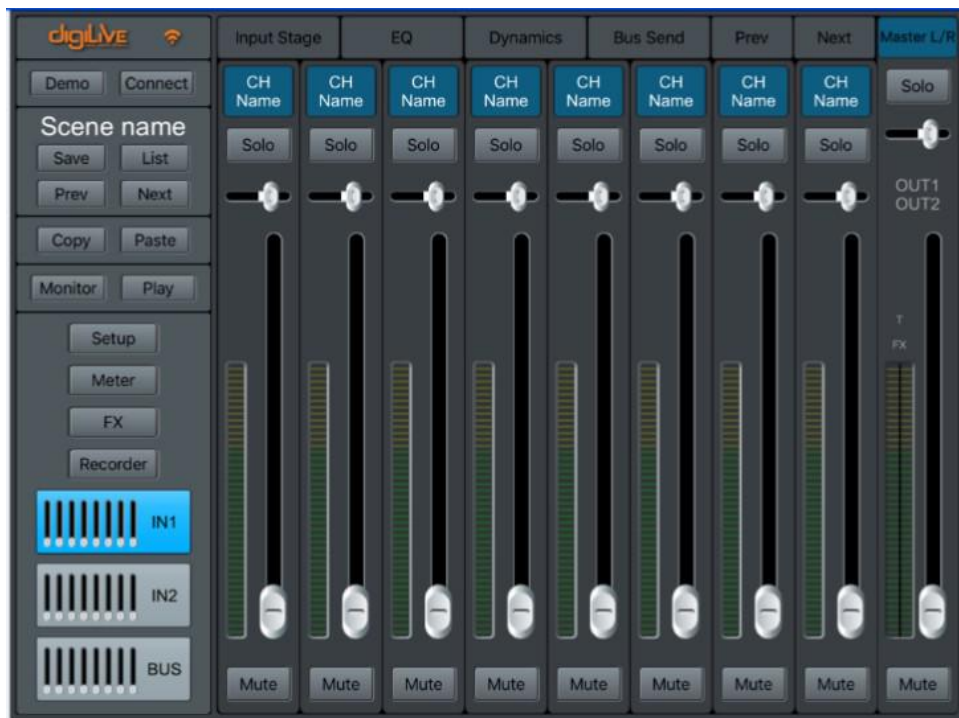 digiLiVE
Input Stage EQ Dynamics Bus Send Prev Next Master L/R
Demo Connect
Scene name
Save List
Prev Next
Copy Paste
Monitor Play
Setup
Meter
FX
Recorder
IN1
IN2
BUS
CH CH CH CH CH CH CH CH
Name Name Name Name Name Name Name Name
Solo Solo Solo Solo Solo Solo Solo Solo
Mute Mute Mute Mute Mute Mute Mute Mute
Solo
OUT1
OUT2
T
FX
Mute